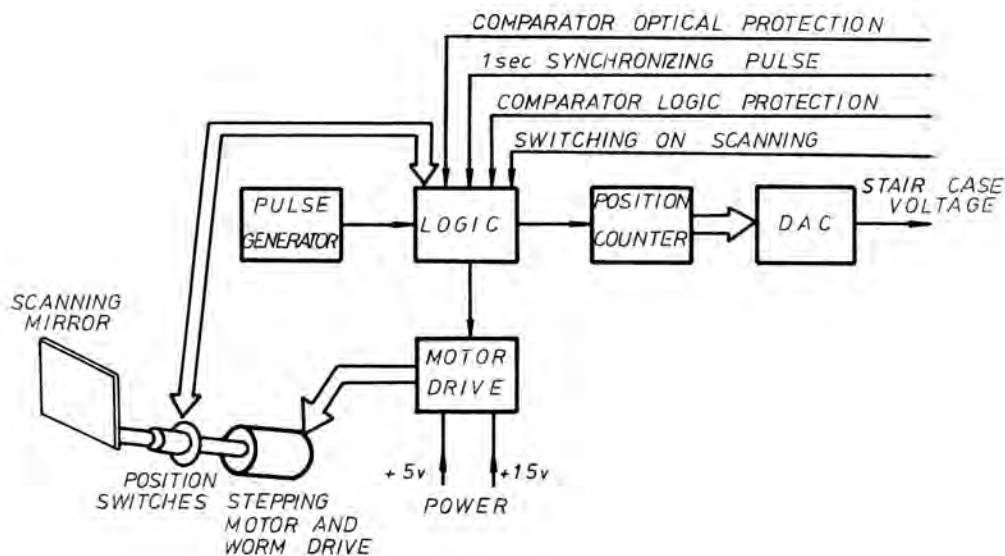 COMPARATOR OPTICAL PROTECTION
1sec SYNCHRONIZING PULSE
COMPARATOR LOGIC PROTECTION
SWITCHING ON SCANNING
STAIR CASE
VOLTAGE
PULSE
GENERATOR
LOGIC
POSITION
COUNTER
DAC
SCANNING
MIRROR
MOTOR
DRIVE
POSITION
SWITCHES
STEPPING
MOTOR AND
WORM DRIVE
+5v
+15v
POWER